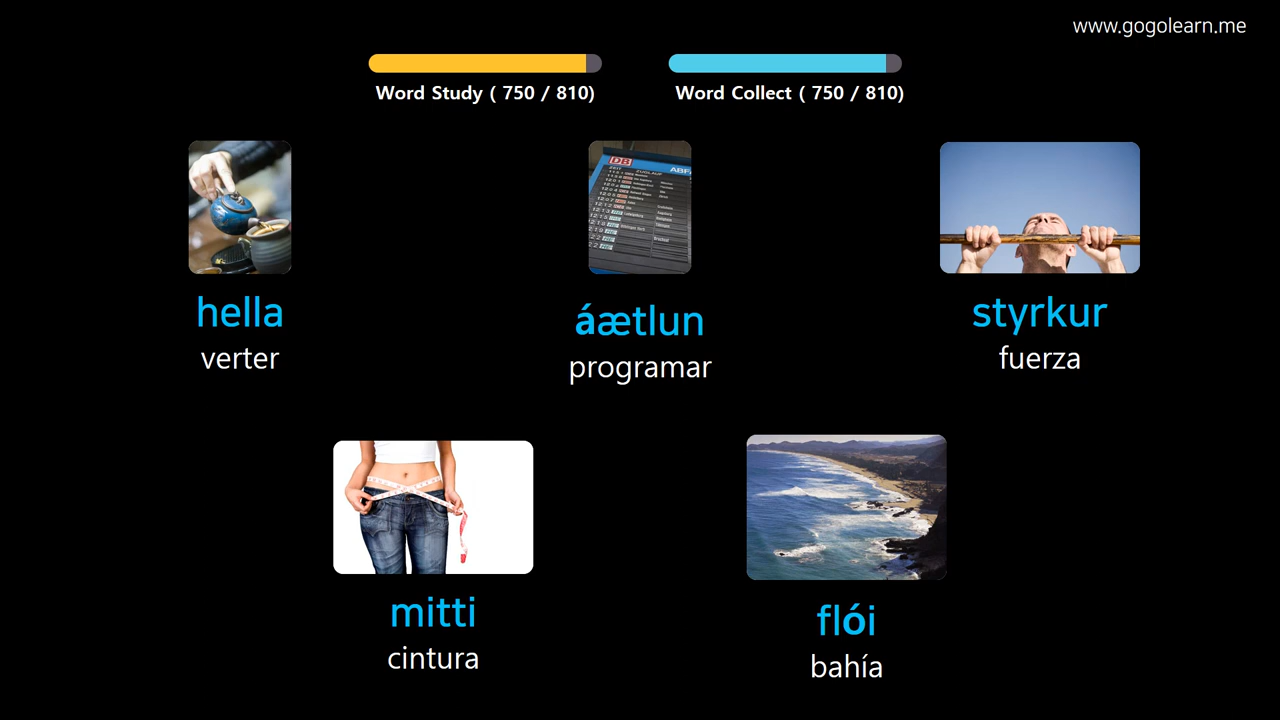 www.gogolearn.me
Word Study ( 750 / 810)
Word Collect ( 750 / 810)
DB
hella
áætlun
styrkur
verter
programar
fuerza
mitti
flói
cintura
bahía